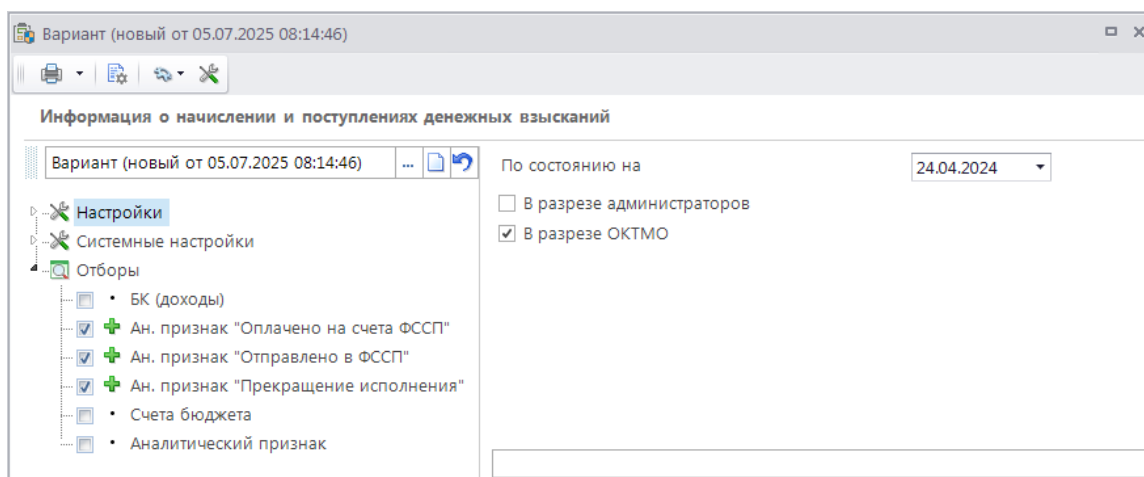 Вариант (новый от 05.07.2025 08:14:46)
Информация о начислении и поступлениях денежных взысканий
Вариант (новый от 05.07.2025 08:14:46) ...
По состоянию на 24.04.2024
В разрезе администраторов
Настройки
В разрезе ОКТМО
Системные настройки
Отборы
БК (доходы)
Ан. признак "Оплачено на счета ФССП"
Ан. признак "Отправлено в ФССП"
Ан. признак "Прекращение исполнения"
Счета бюджета
Аналитический признак